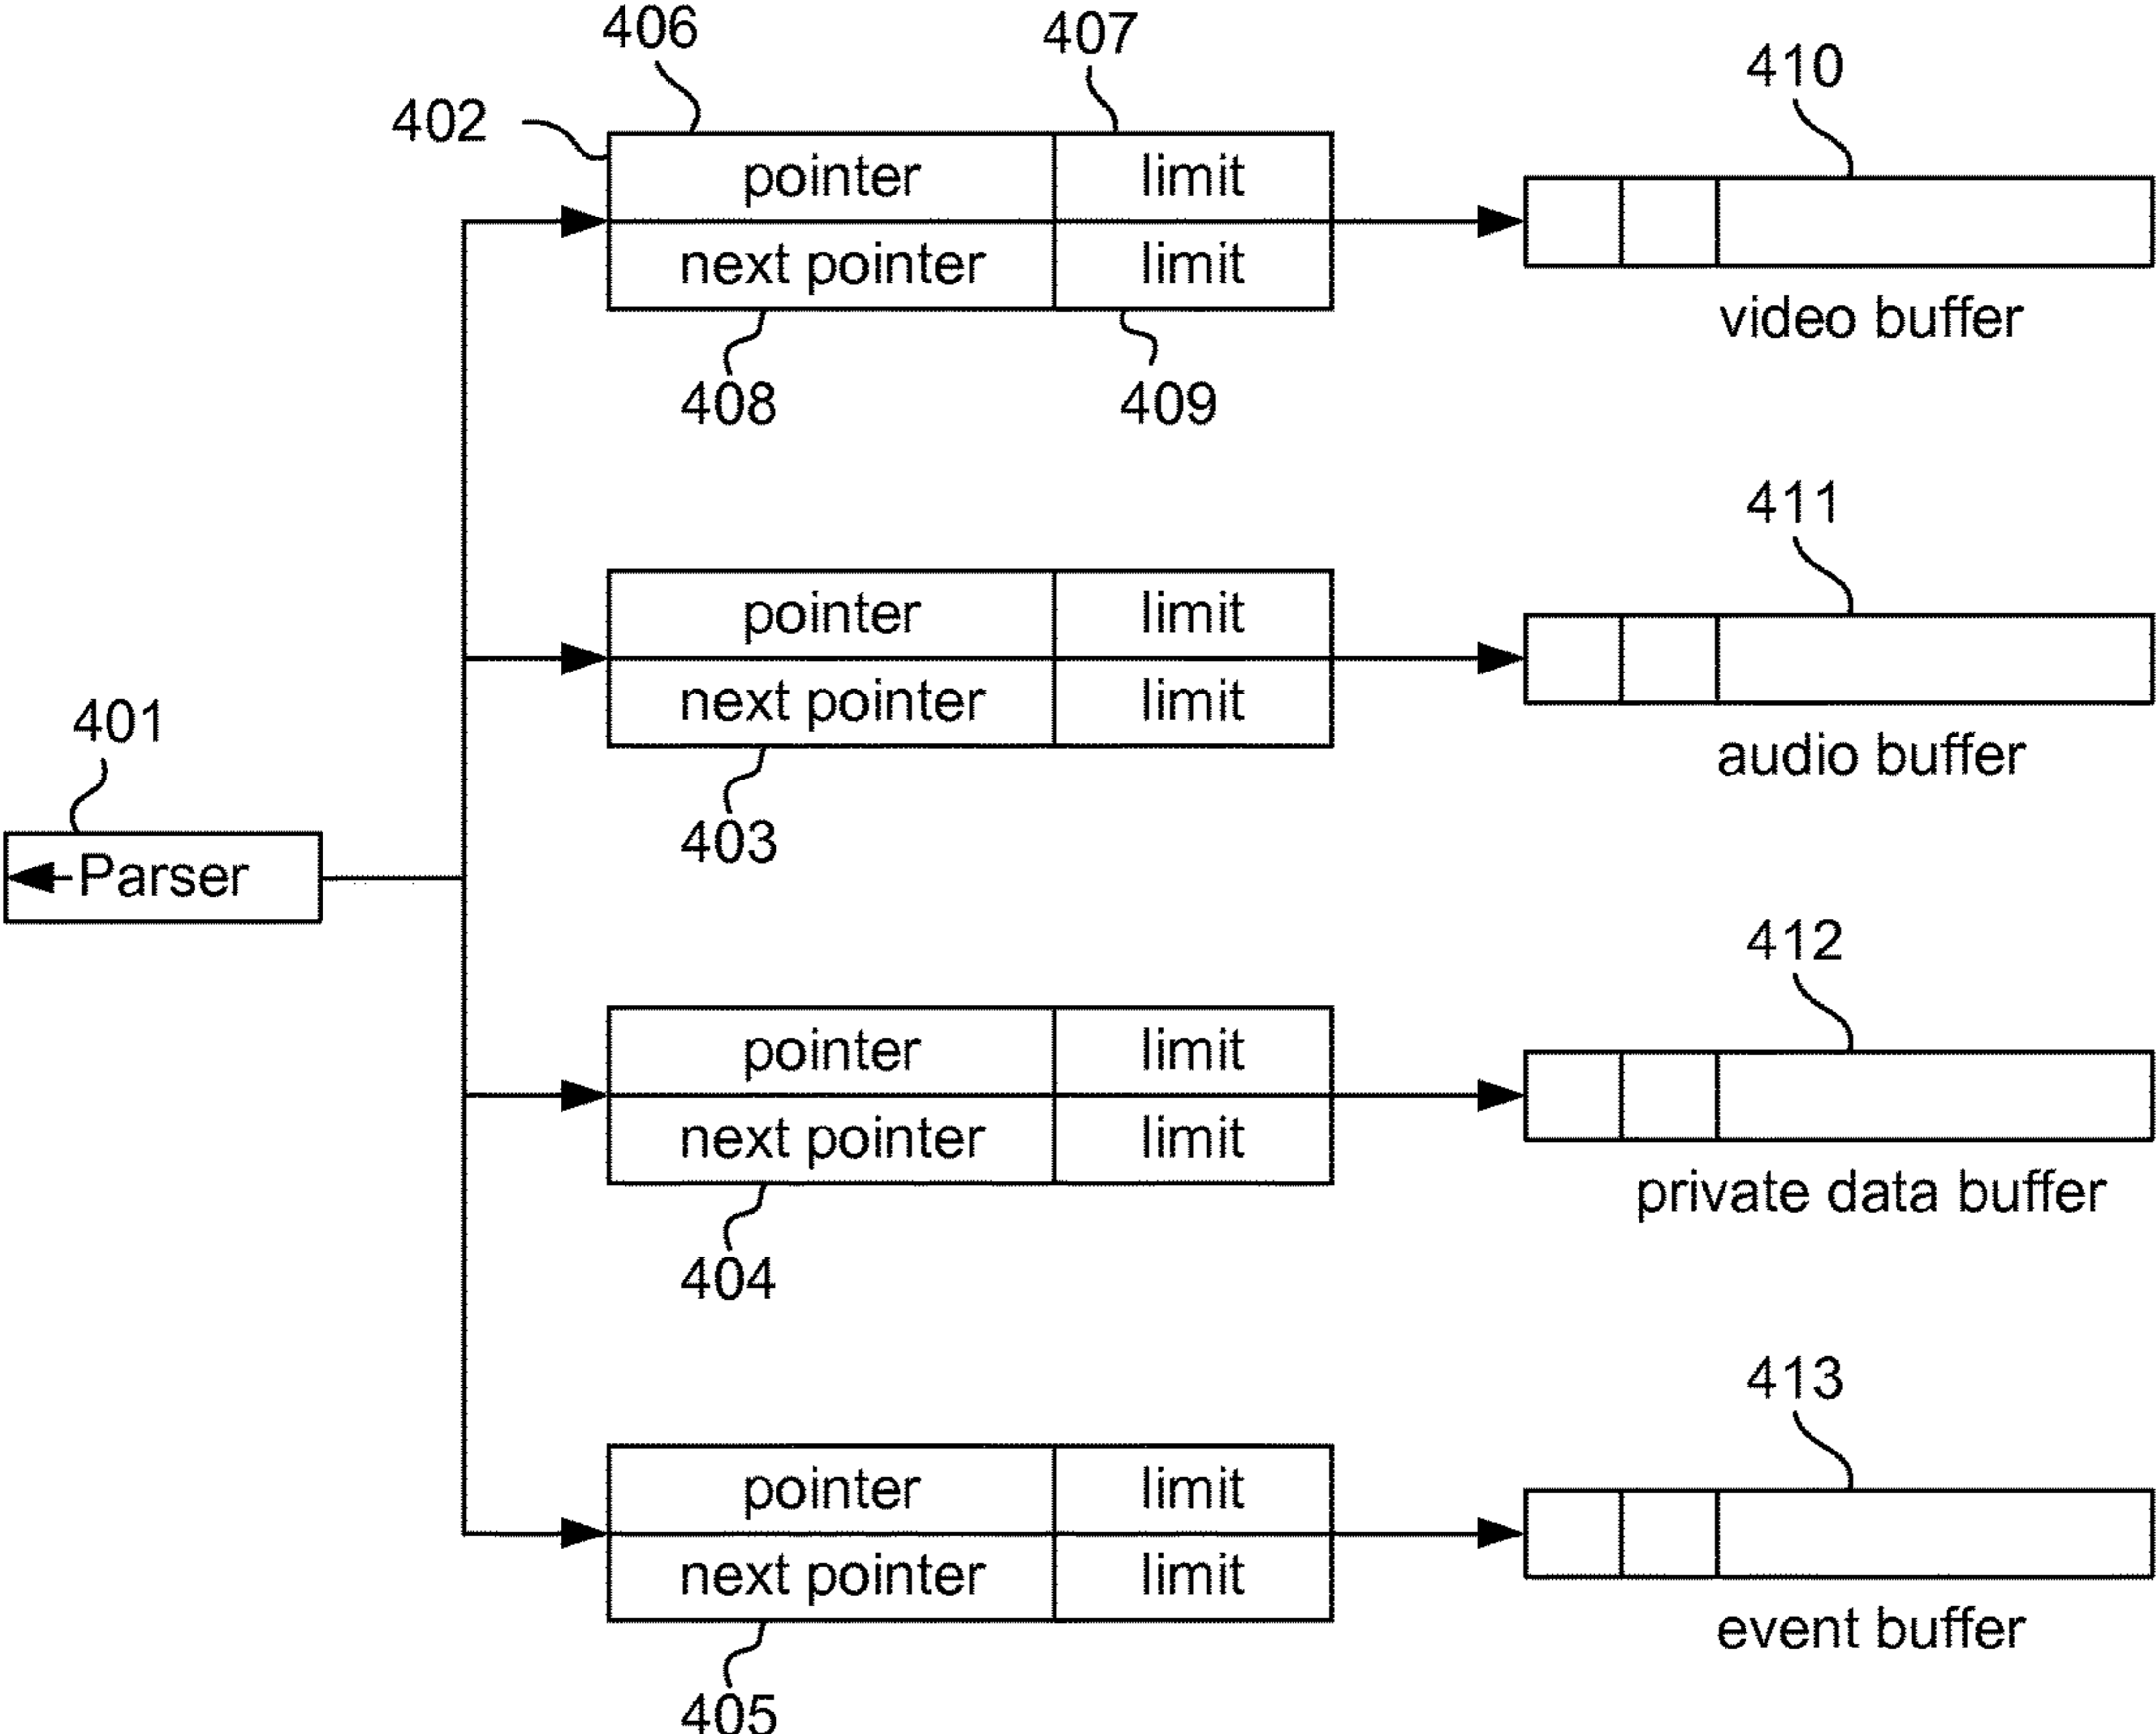 406
407
410
402
pointer limit
next pointer limit
video buffer
408
409
411
pointer limit
next pointer limit
audio buffer
401
403
Parser
412
pointer limit
next pointer limit
private data buffer
404
413
pointer limit
next pointer limit
event buffer
405